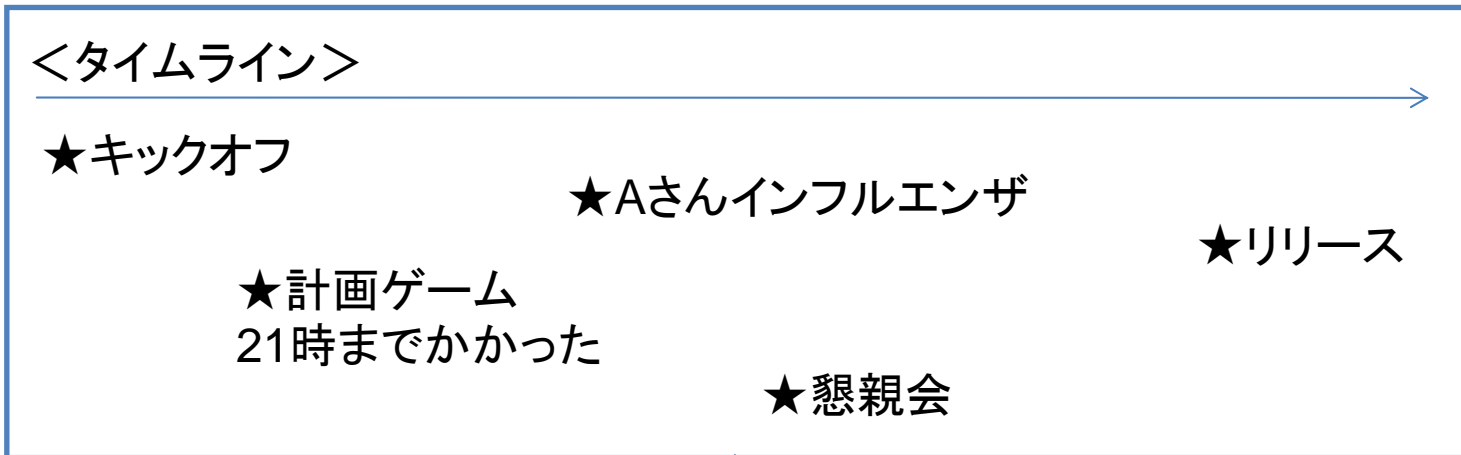 ＜タイムライン＞
★キックオフ
★Aさんインフルエンザ
★リリース
★計画ゲーム
21時までかかった
★懇親会